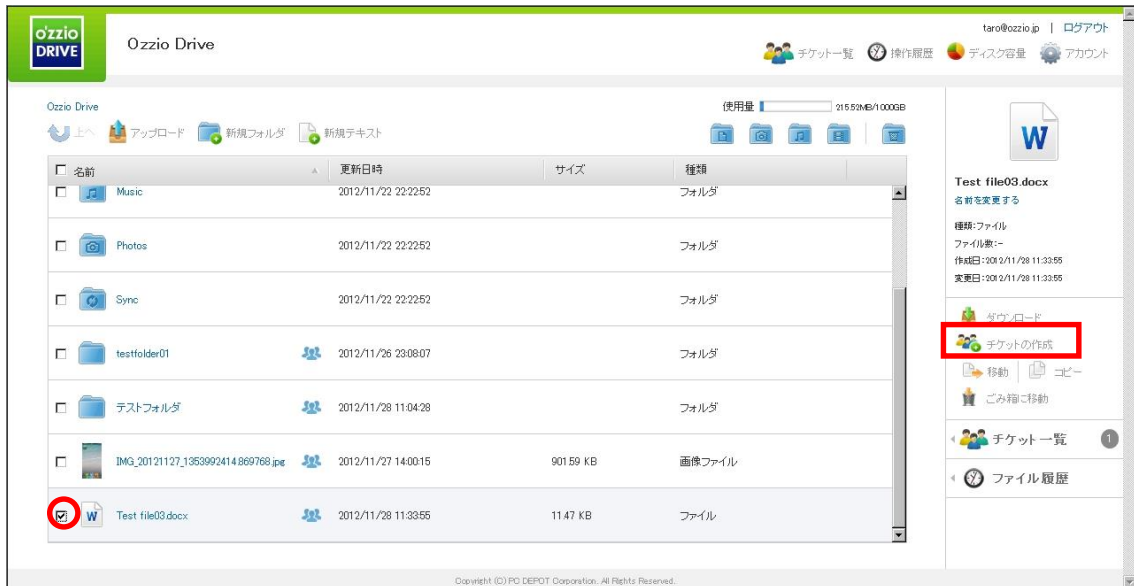 o'zzio
DRIVE
Ozzio Drive
taro@ozzio.jp | ログアウト
チケット一覧 操作履歴 ディスク容量 アカウント
Ozzio Drive
使用量 215.52MB/1000GB
上へ アップロード 新規フォルダ 新規テキスト
名前 更新日時 サイズ 種類
Music 2012/11/22 22:22:52 フォルダ
Photos 2012/11/22 22:22:52 フォルダ
Sync 2012/11/22 22:22:52 フォルダ
testfolder01 2012/11/26 23:08:07 フォルダ
テストフォルダ 2012/11/28 11:04:28 フォルダ
IMG_20121127_1353992414.869768.jpg 2012/11/27 14:00:15 901.59 KB 画像ファイル
W Test file03.docx 2012/11/28 11:33:55 11.47 KB ファイル
W
Test file03.docx
名前を変更する
種類:ファイル
ファイル数:-
作成日:2012/11/28 11:33:55
変更日:2012/11/28 11:33:55
ダウンロード
チケットの作成
移動 | コピー
ごみ箱に移動
チケット一覧 1
ファイル履歴
Copyright (C) PC DEPOT Corporation. All Rights Reserved.